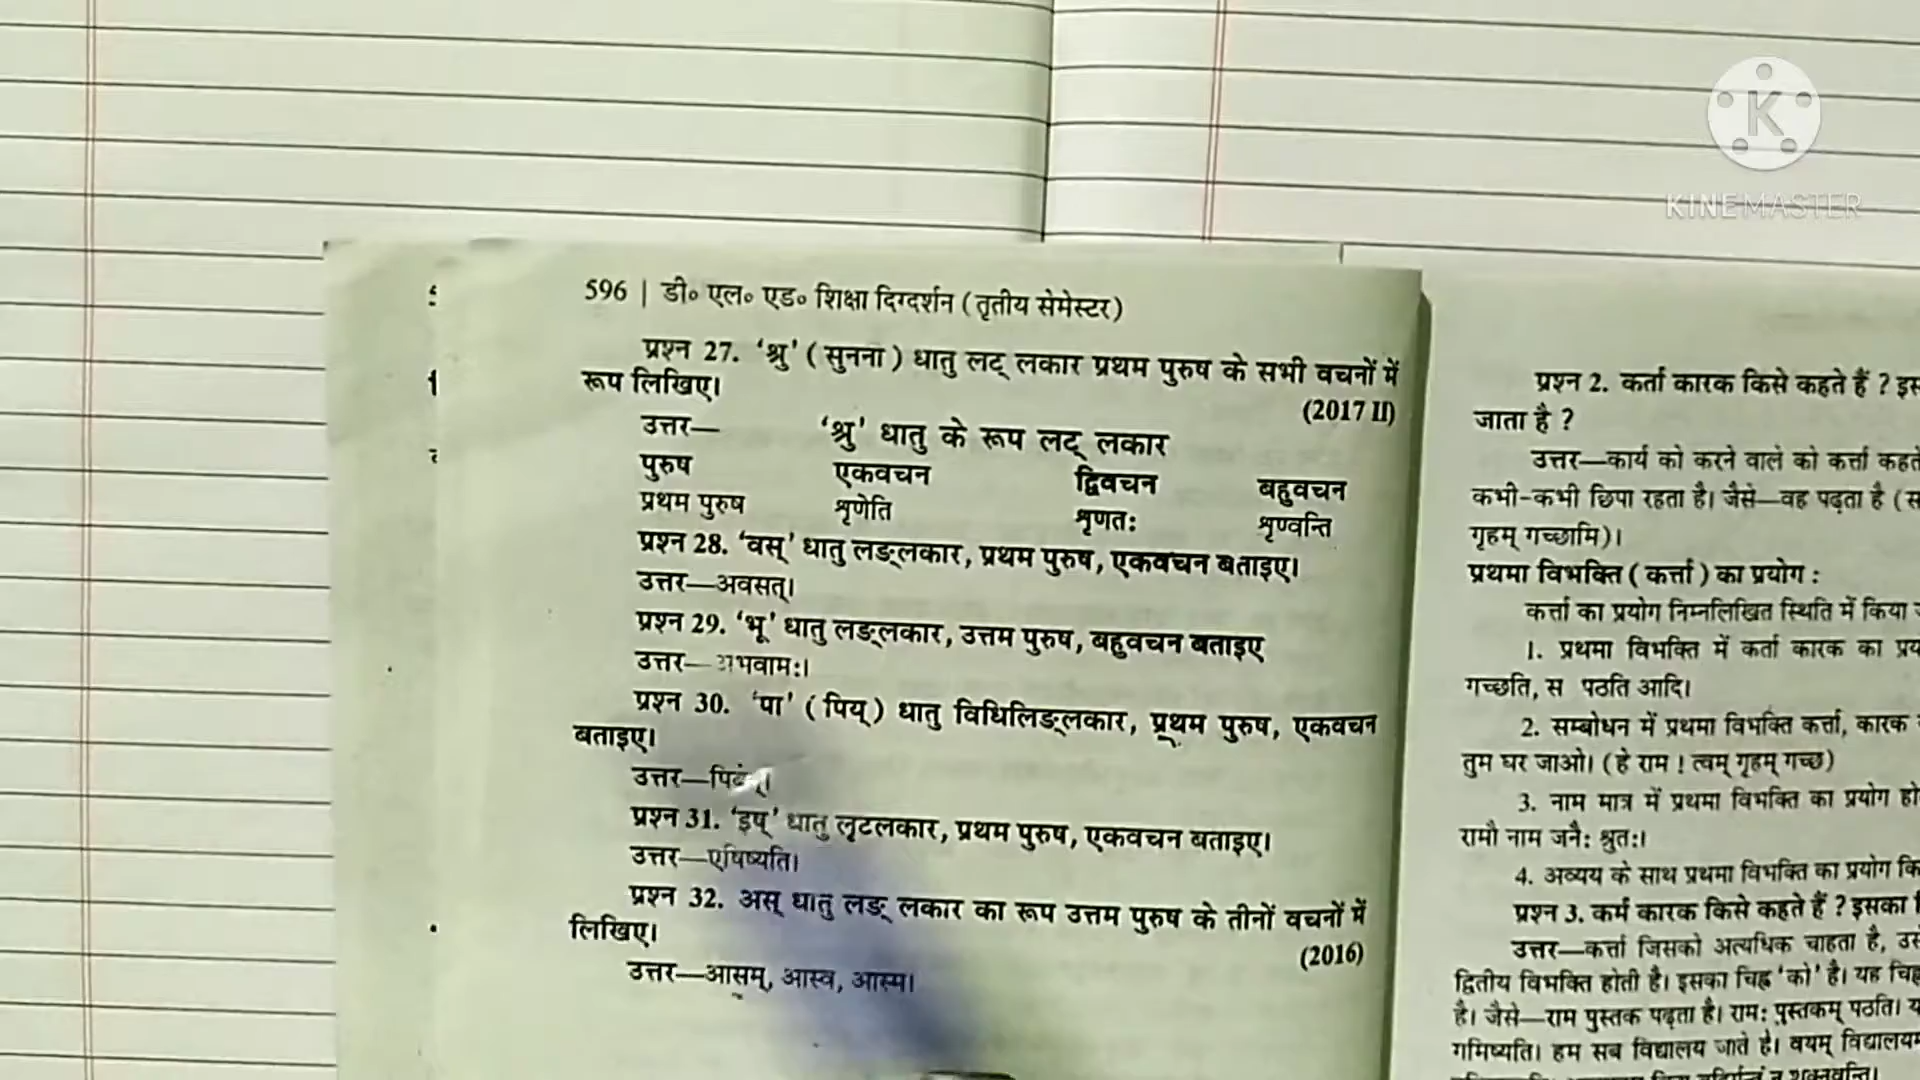 KINEMASTER
596 | डी० एल० एड० शिक्षा दिग्दर्शन (तृतीय सेमेस्टर)
प्रश्न 27. 'श्रु' (सुनना) धातु लट् लकार प्रथम पुरुष के सभी वचनों में
रूप लिखिए।
(2017 II)
उत्तर— 'श्रु' धातु के रूप लट् लकार
पुरुष एकवचन द्विवचन बहुवचन
प्रथम पुरुष शृणेति शृणतः शृण्वन्ति
प्रश्न 28. 'वस्' धातु लङ्लकार, प्रथम पुरुष, एकवचन बताइए।
उत्तर—अवसत्।
प्रश्न 29. 'भू' धातु लङ्लकार, उत्तम पुरुष, बहुवचन बताइए
उत्तर—अभवामः।
प्रश्न 30. 'पा' (पिय्) धातु विधिलिङ्लकार, प्रथम पुरुष, एकवचन
बताइए।
उत्तर—
प्रश्न 31. 'इष्' धातु लृटलकार, प्रथम पुरुष, एकवचन बताइए।
उत्तर—एषिष्यति।
प्रश्न 32. अस् धातु लङ् लकार का रूप उत्तम पुरुष के तीनों वचनों में
लिखिए।
(2016)
उत्तर—आसम्, आस्व, आस्म।
प्रश्न 2. कर्ता कारक किसे कहते हैं ?
जाता है ?
उत्तर—कार्य को करने वाले को कर्त्ता
कभी-कभी छिपा रहता है। जैसे—वह पढ़ता है
गृहम् गच्छामि)।
प्रथमा विभक्ति (कर्त्ता) का प्रयोग :
कर्त्ता का प्रयोग निम्नलिखित स्थिति में किया
1. प्रथमा विभक्ति में कर्ता कारक का
गच्छति, स पठति आदि।
2. सम्बोधन में प्रथमा विभक्ति कर्त्ता, कारक
तुम घर जाओ। (हे राम ! त्वम् गृहम् गच्छ)
3. नाम मात्र में प्रथमा विभक्ति का प्रयोग
रामौ नाम जनैः श्रुतः।
4. अव्यय के साथ प्रथमा विभक्ति का प्रयोग
प्रश्न 3. कर्म कारक किसे कहते हैं ? इसका
उत्तर—कर्त्ता जिसको अत्यधिक चाहता है,
द्वितीय विभक्ति होती है। इसका चिह्न 'को' है। यह
है। जैसे—राम पुस्तक पढ़ता है। रामः पुस्तकम् पठति।
गमिष्यति। हम सब विद्यालय जाते है। वयम्